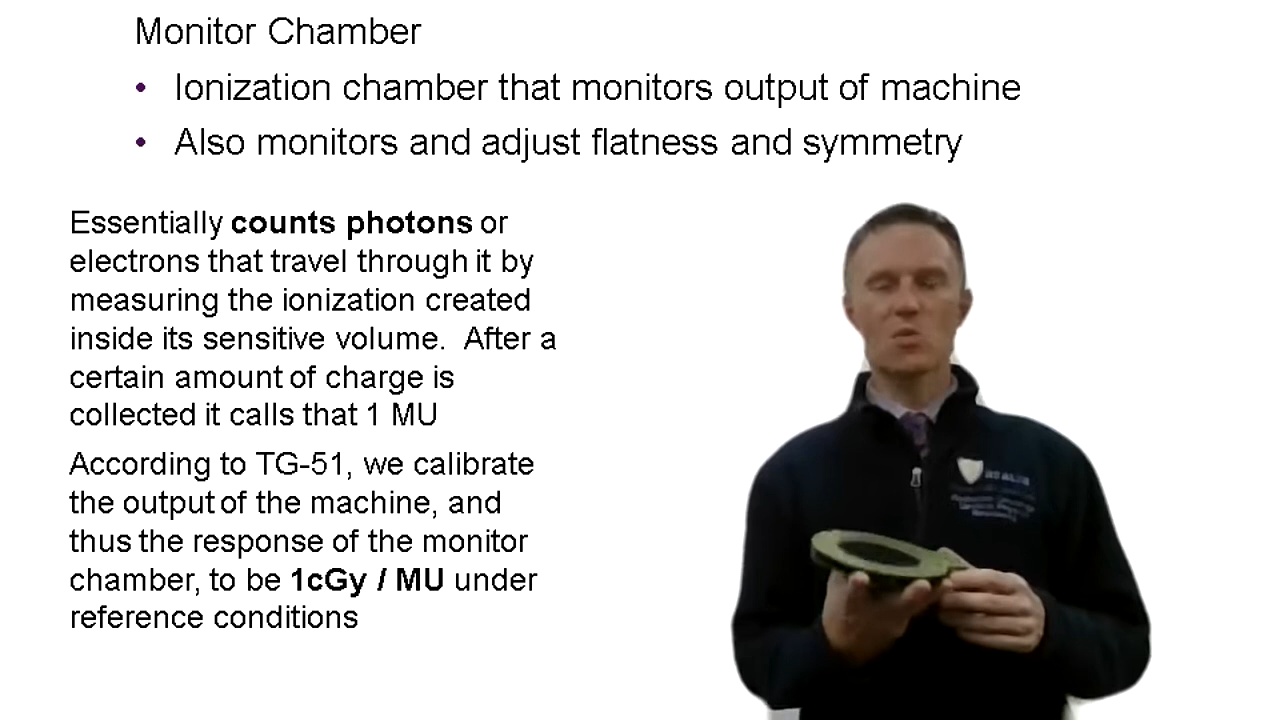 Monitor Chamber
• Ionization chamber that monitors output of machine
• Also monitors and adjust flatness and symmetry
Essentially counts photons or
electrons that travel through it by
measuring the ionization created
inside its sensitive volume.  After a
certain amount of charge is
collected it calls that 1 MU
According to TG-51, we calibrate
the output of the machine, and
thus the response of the monitor
chamber, to be 1cGy / MU under
reference conditions